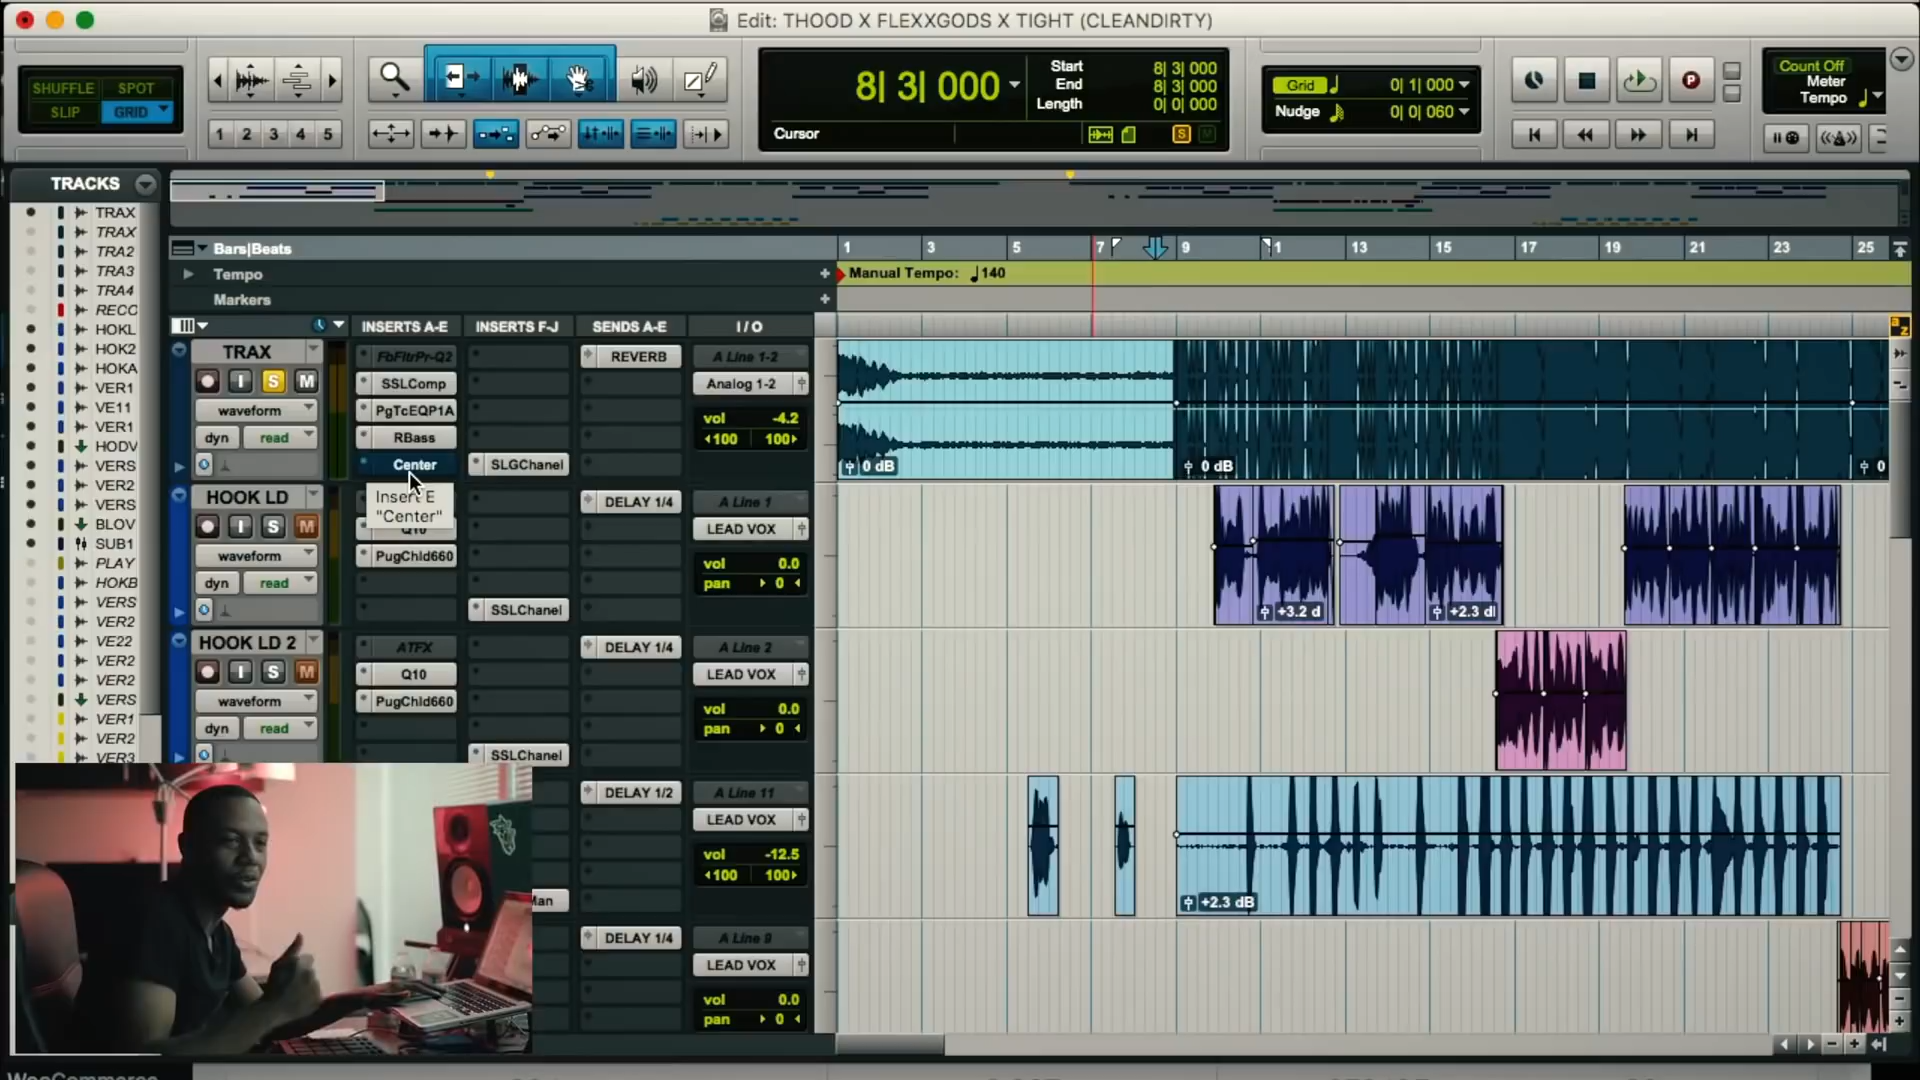 Edit: THOOD X FLEXXGODS X TIGHT (CLEANDIRTY)
SHUFFLE SPOT
SLIP GRID
1 2 3 4 5
8| 3| 000
Start 8| 3| 000
End 8| 3| 000
Length 0| 0| 000
Cursor
S M
Grid 0| 1| 000
Nudge 0| 0| 060
P
Count Off
Meter
Tempo
TRACKS
TRAX
TRAX
TRA2
TRA3
TRA4
RECO
HOKL
HOK2
HOKA
VER1
VE11
VER1
HODV
VERS
VER2
VERS
BLOV
SUB1
PLAY
HOKB
VERS
VER2
VE22
VER2
VER2
VERS
VER1
VER2
VER3
Bars|Beats
1 3 5 7 9 1 13 15 17 19 21 23 25
Tempo
Manual Tempo: 140
Markers
INSERTS A-E INSERTS F-J SENDS A-E I / O
a z
TRAX
I S M
waveform
dyn read
FbFltrPr-Q2
SSLComp
PgTcEQP1A
RBass
Center
SLGChanel
REVERB
A Line 1-2
Analog 1-2
vol -4.2
100 100
0 dB
0 dB
0
Insert E
"Center"
HOOK LD
I S M
waveform
dyn read
Q10
PugChld660
SSLChanel
DELAY 1/4
A Line 1
LEAD VOX
vol 0.0
pan 0
+3.2 d
+2.3 dl
HOOK LD 2
I S M
waveform
dyn read
ATFX
Q10
PugChld660
SSLChanel
DELAY 1/4
A Line 2
LEAD VOX
vol 0.0
pan 0
DELAY 1/2
A Line 11
LEAD VOX
vol -12.5
100 100
Man
+2.3 dB
DELAY 1/4
A Line 9
LEAD VOX
vol 0.0
pan 0